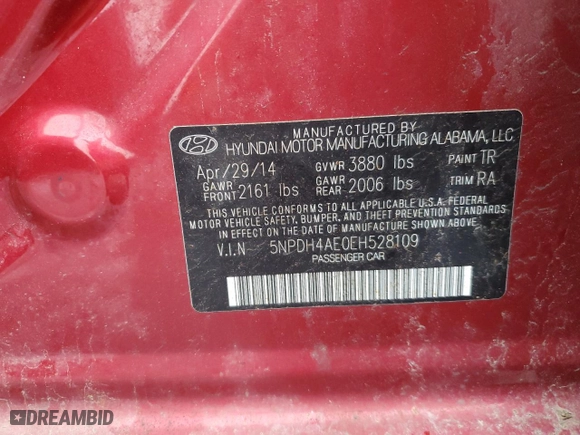 MANUFACTURED BY
HYUNDAI MOTOR MANUFACTURING ALABAMA, LLC
Apr/29/14 GVWR 3880 lbs PAINT TR
GAWR FRONT 2161 lbs GAWR REAR 2006 lbs TRIM RA
THIS VEHICLE CONFORMS TO ALL APPLICABLE U.S.A. FEDERAL
MOTOR VEHICLE SAFETY, BUMPER, AND THEFT PREVENTION STANDARDS
IN EFFECT ON THE DATE OF MANUFACTURE SHOWN ABOVE.
V.I.N 5NPDH4AE0EH528109
PASSENGER CAR
DREAMBID